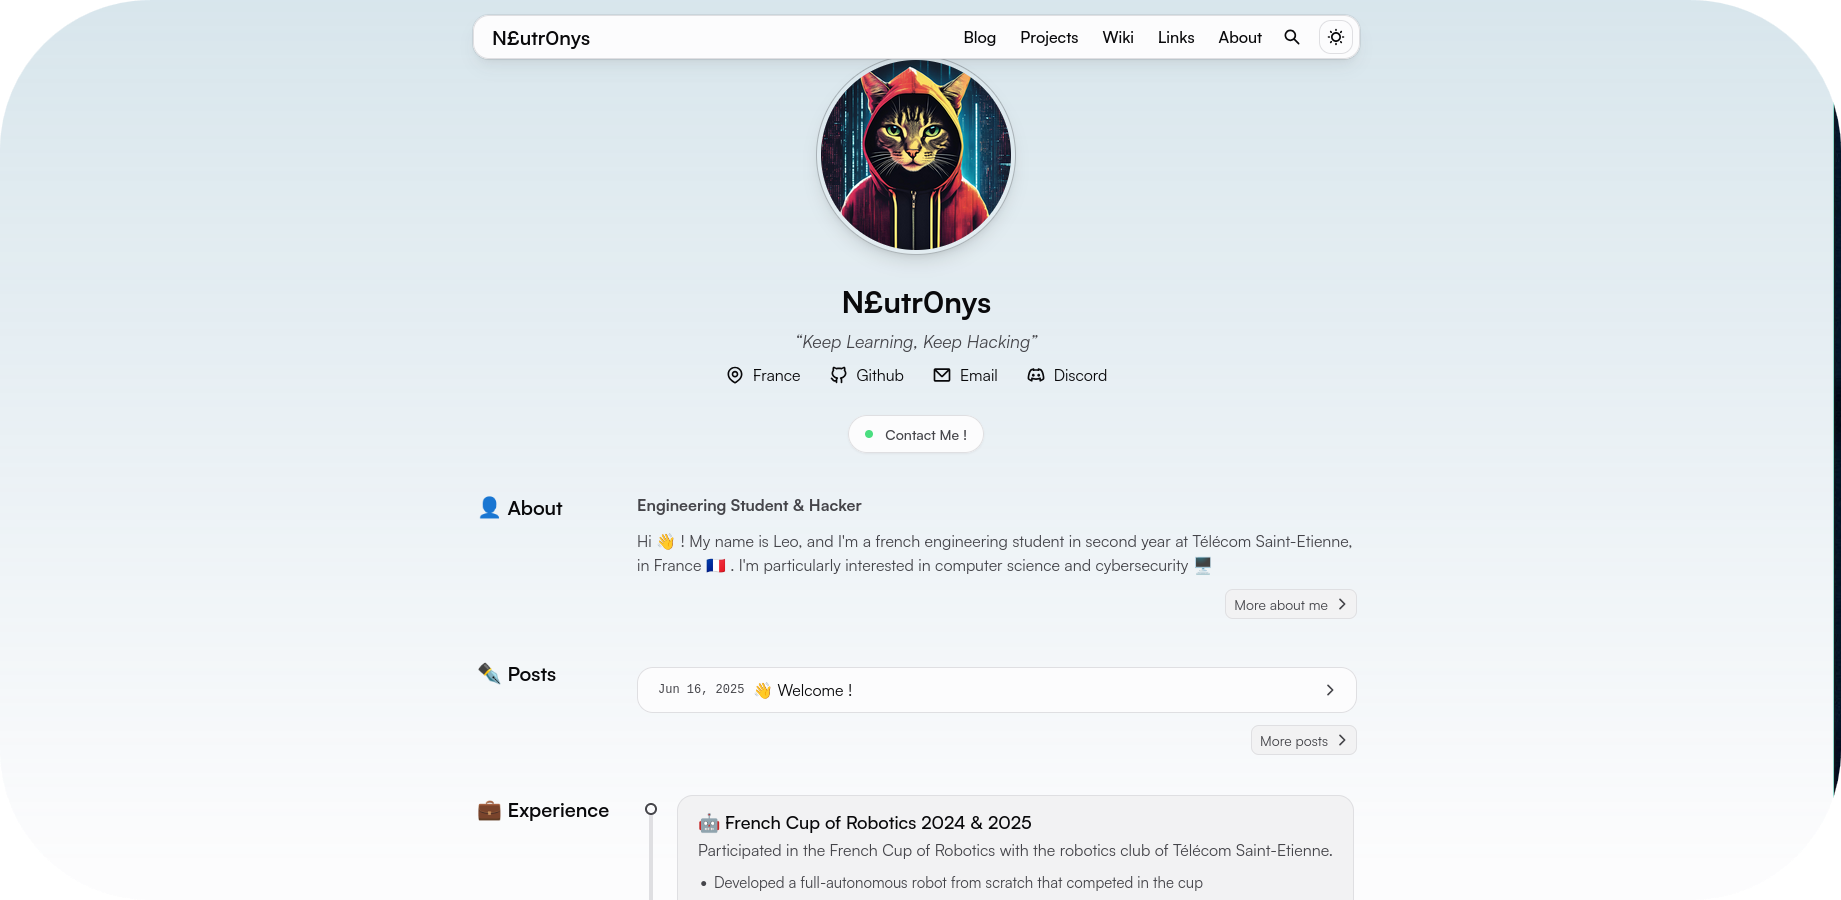 N£utr0nys
Blog Projects Wiki Links About
N£utr0nys
“Keep Learning, Keep Hacking”
France Github Email Discord
Contact Me !
👤 About
Engineering Student & Hacker
Hi 👋 ! My name is Leo, and I'm a french engineering student in second year at Télécom Saint-Etienne,
in France 🇫🇷 . I'm particularly interested in computer science and cybersecurity 🖥️
More about me
✒️ Posts
Jun 16, 2025 👋 Welcome !
More posts
💼 Experience
🤖 French Cup of Robotics 2024 & 2025
Participated in the French Cup of Robotics with the robotics club of Télécom Saint-Etienne.
• Developed a full-autonomous robot from scratch that competed in the cup